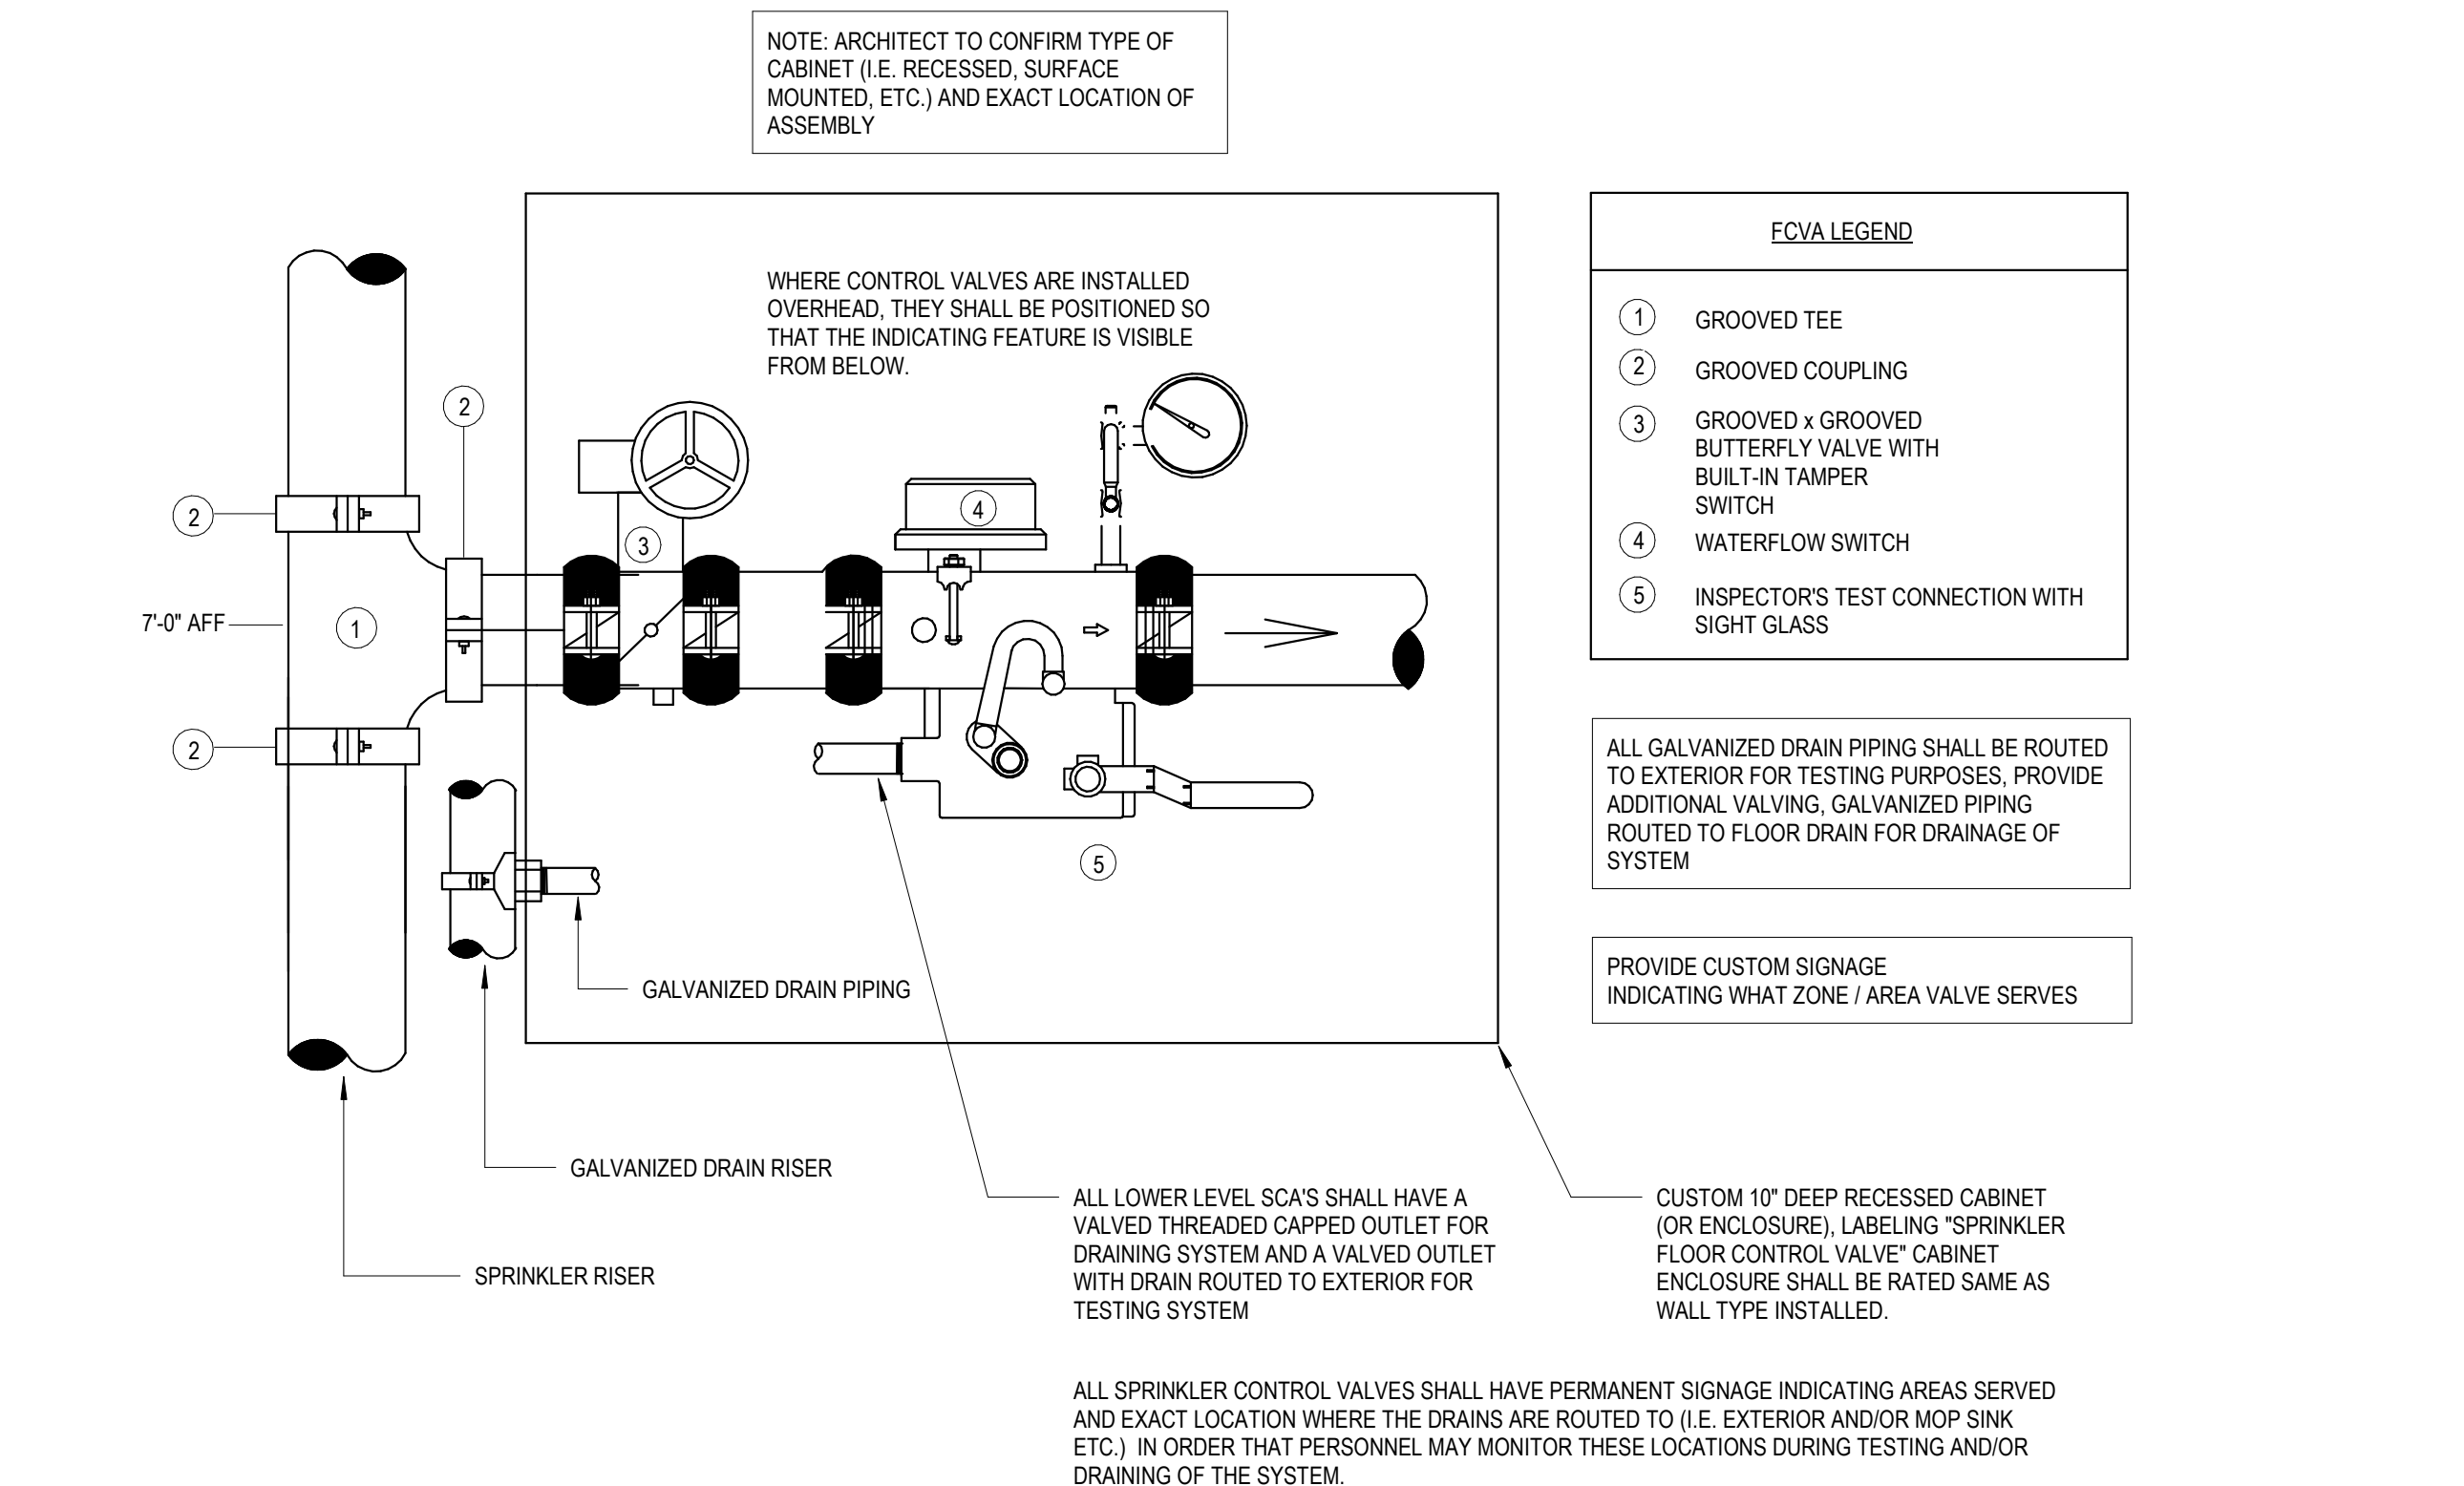 NOTE: ARCHITECT TO CONFIRM TYPE OF
CABINET (I.E. RECESSED, SURFACE
MOUNTED, ETC.) AND EXACT LOCATION OF
ASSEMBLY
WHERE CONTROL VALVES ARE INSTALLED
OVERHEAD, THEY SHALL BE POSITIONED SO
THAT THE INDICATING FEATURE IS VISIBLE
FROM BELOW.
2
2
3
4
7'-0" AFF
1
2
5
GALVANIZED DRAIN PIPING
GALVANIZED DRAIN RISER
SPRINKLER RISER
FCVA LEGEND
1 GROOVED TEE
2 GROOVED COUPLING
3 GROOVED x GROOVED
BUTTERFLY VALVE WITH
BUILT-IN TAMPER
SWITCH
4 WATERFLOW SWITCH
5 INSPECTOR'S TEST CONNECTION WITH
SIGHT GLASS
ALL GALVANIZED DRAIN PIPING SHALL BE ROUTED
TO EXTERIOR FOR TESTING PURPOSES, PROVIDE
ADDITIONAL VALVING, GALVANIZED PIPING
ROUTED TO FLOOR DRAIN FOR DRAINAGE OF
SYSTEM
PROVIDE CUSTOM SIGNAGE
INDICATING WHAT ZONE / AREA VALVE SERVES
ALL LOWER LEVEL SCA'S SHALL HAVE A
VALVED THREADED CAPPED OUTLET FOR
DRAINING SYSTEM AND A VALVED OUTLET
WITH DRAIN ROUTED TO EXTERIOR FOR
TESTING SYSTEM
CUSTOM 10" DEEP RECESSED CABINET
(OR ENCLOSURE), LABELING "SPRINKLER
FLOOR CONTROL VALVE" CABINET
ENCLOSURE SHALL BE RATED SAME AS
WALL TYPE INSTALLED.
ALL SPRINKLER CONTROL VALVES SHALL HAVE PERMANENT SIGNAGE INDICATING AREAS SERVED
AND EXACT LOCATION WHERE THE DRAINS ARE ROUTED TO (I.E. EXTERIOR AND/OR MOP SINK
ETC.) IN ORDER THAT PERSONNEL MAY MONITOR THESE LOCATIONS DURING TESTING AND/OR
DRAINING OF THE SYSTEM.